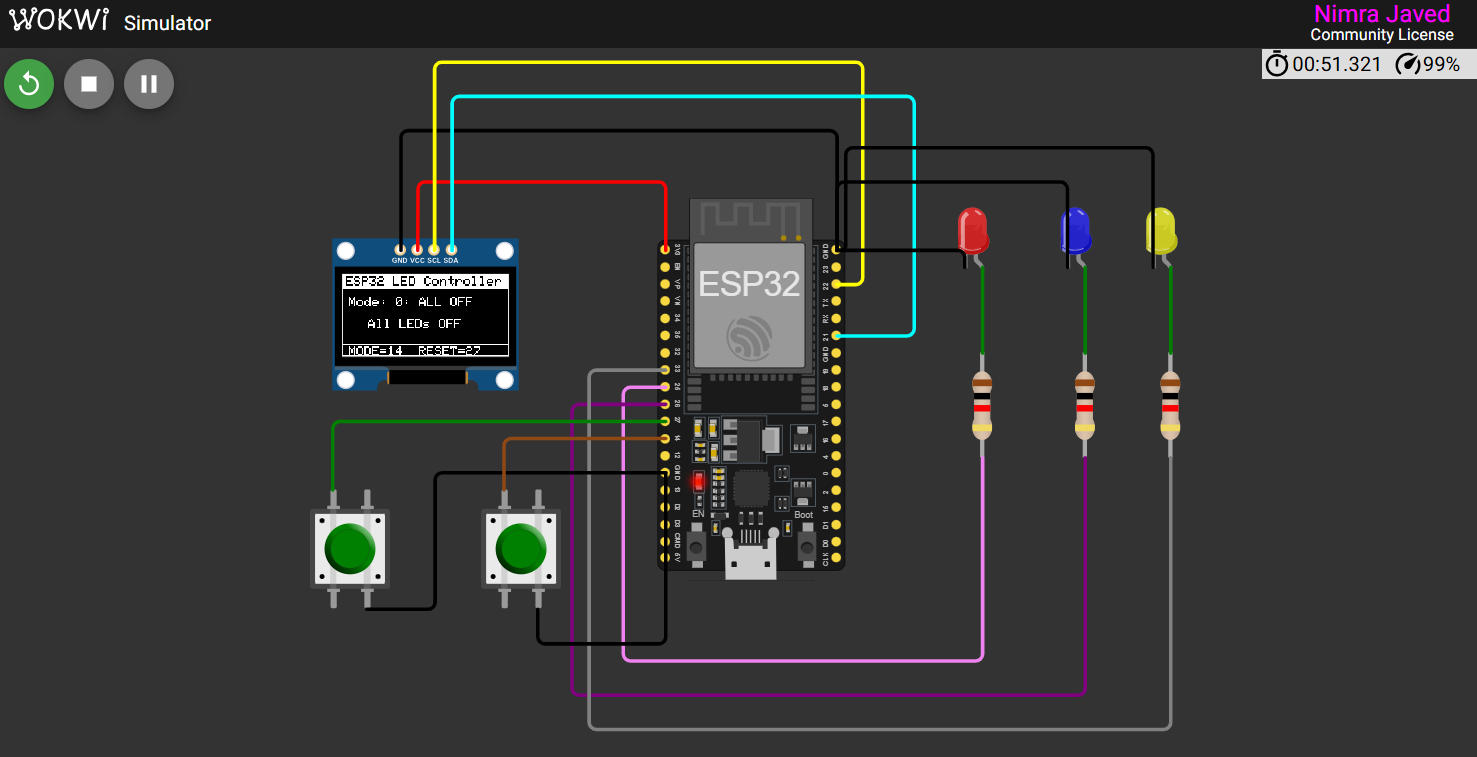 WOKWi Simulator
Nimra Javed
Community License
00:51.321 99%
GND VCC SCL SDA
ESP32 LED Controller
Mode: 0: ALL OFF
All LEDs OFF
MODE=14 RESET=27
ESP32
3V3
EN
VP
VN
34
35
32
33
25
26
27
14
12
GND
13
D2
D3
CMD
5V
GND
23
22
TX
RX
21
GND
19
18
5
17
16
4
0
2
15
D1
D0
CLK
EN
Boot